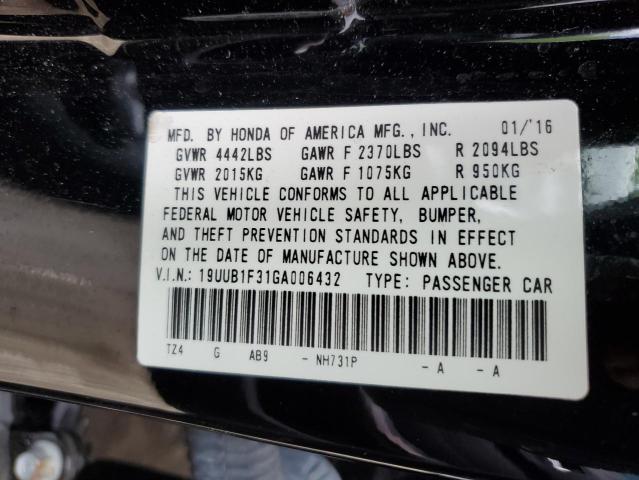 MFD. BY HONDA OF AMERICA MFG., INC. 01/'16
GVWR 4442LBS GAWR F 2370LBS R 2094LBS
GVWR 2015KG GAWR F 1075KG R 950KG
THIS VEHICLE CONFORMS TO ALL APPLICABLE
FEDERAL MOTOR VEHICLE SAFETY, BUMPER,
AND THEFT PREVENTION STANDARDS IN EFFECT
ON THE DATE OF MANUFACTURE SHOWN ABOVE.
V.I.N.: 19UUB1F31GA006432 TYPE: PASSENGER CAR
TZ4 G AB9 - NH731P - A - A